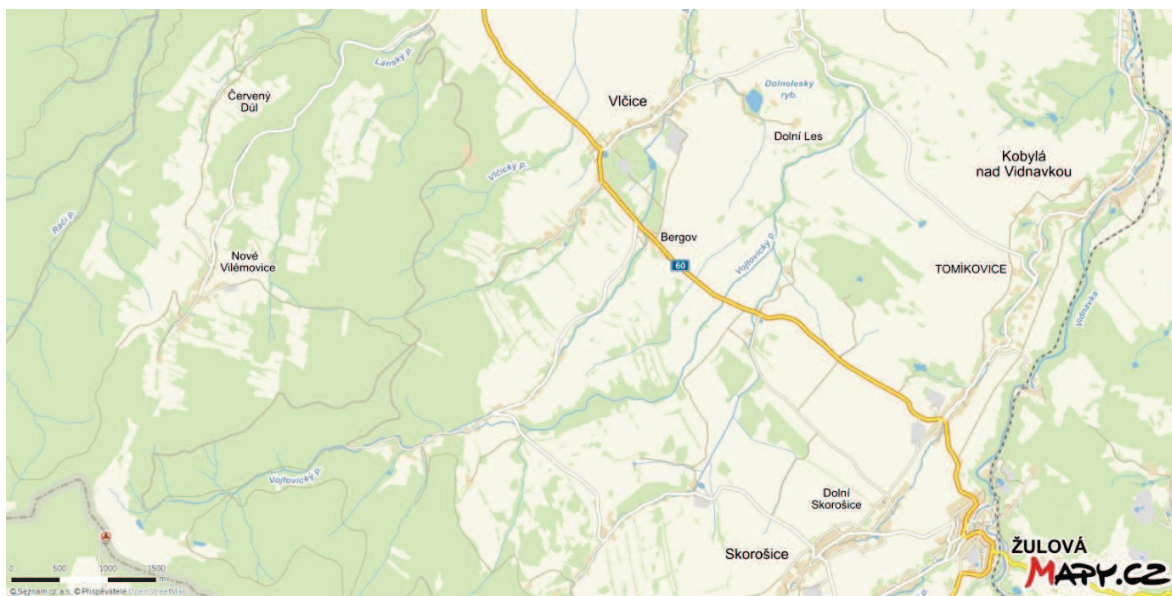 Lánský p.
Červený
Důl
Vlčice
Dolnoleský
ryb.
Dolní Les
Kobylá
nad Vidnavkou
Vlčický p.
Račí p.
Bergov
Nové
Vilémovice
60
Vojtovický p.
TOMÍKOVICE
Vidnávka
Vojtovický p.
Dolní
Skorošice
Skorošice
ŽULOVÁ
MAPY.CZ
0 500 1000 1500
m
© Seznam.cz, a.s., © Přispěvatelé OpenStreetMap